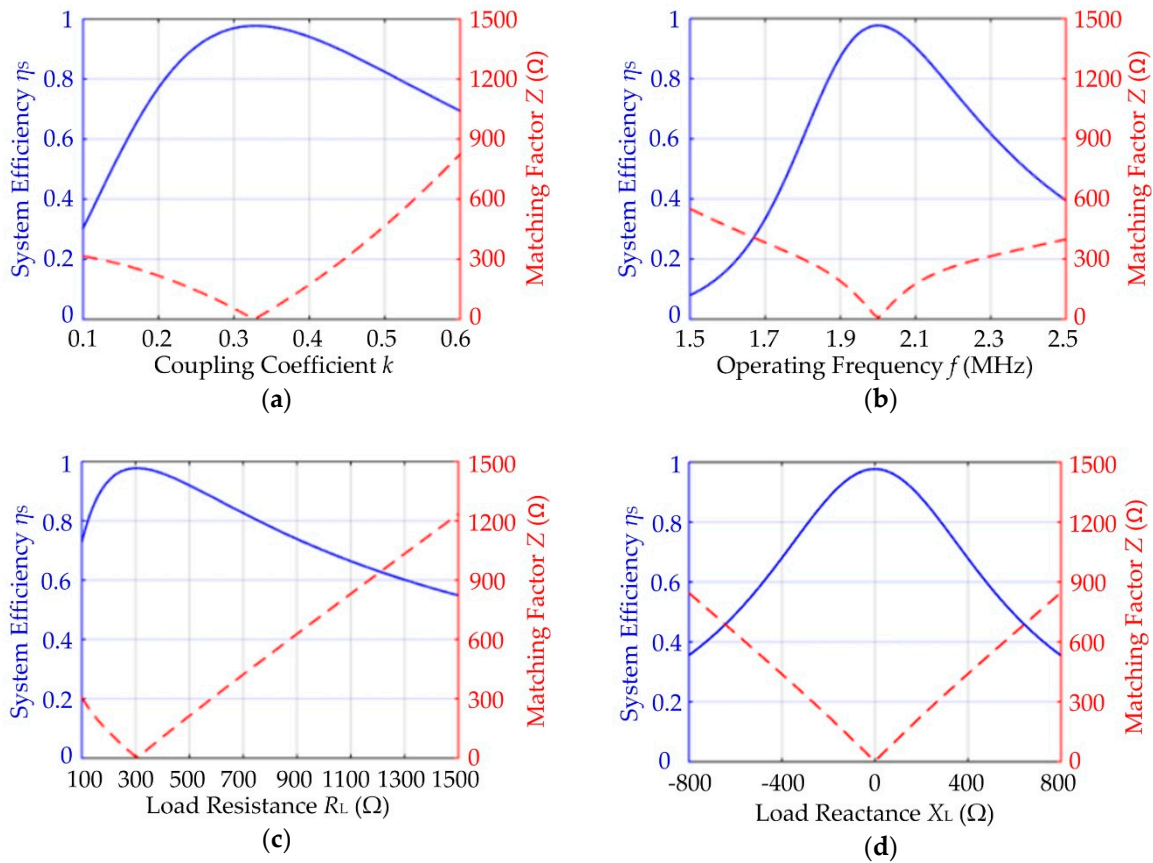 System Efficiency ηS
1
0.8
0.6
0.4
0.2
0
1500
1200
900
600
300
0
Matching Factor Z (Ω)
0.1 0.2 0.3 0.4 0.5 0.6
Coupling Coefficient k
(a)
System Efficiency ηS
1
0.8
0.6
0.4
0.2
0
1500
1200
900
600
300
0
Matching Factor Z (Ω)
1.5 1.7 1.9 2.1 2.3 2.5
Operating Frequency f (MHz)
(b)
System Efficiency ηS
1
0.8
0.6
0.4
0.2
0
1500
1200
900
600
300
0
Matching Factor Z (Ω)
100 300 500 700 900 1100 1300 1500
Load Resistance RL (Ω)
(c)
System Efficiency ηS
1
0.8
0.6
0.4
0.2
0
1500
1200
900
600
300
0
Matching Factor Z (Ω)
-800 -400 0 400 800
Load Reactance XL (Ω)
(d)